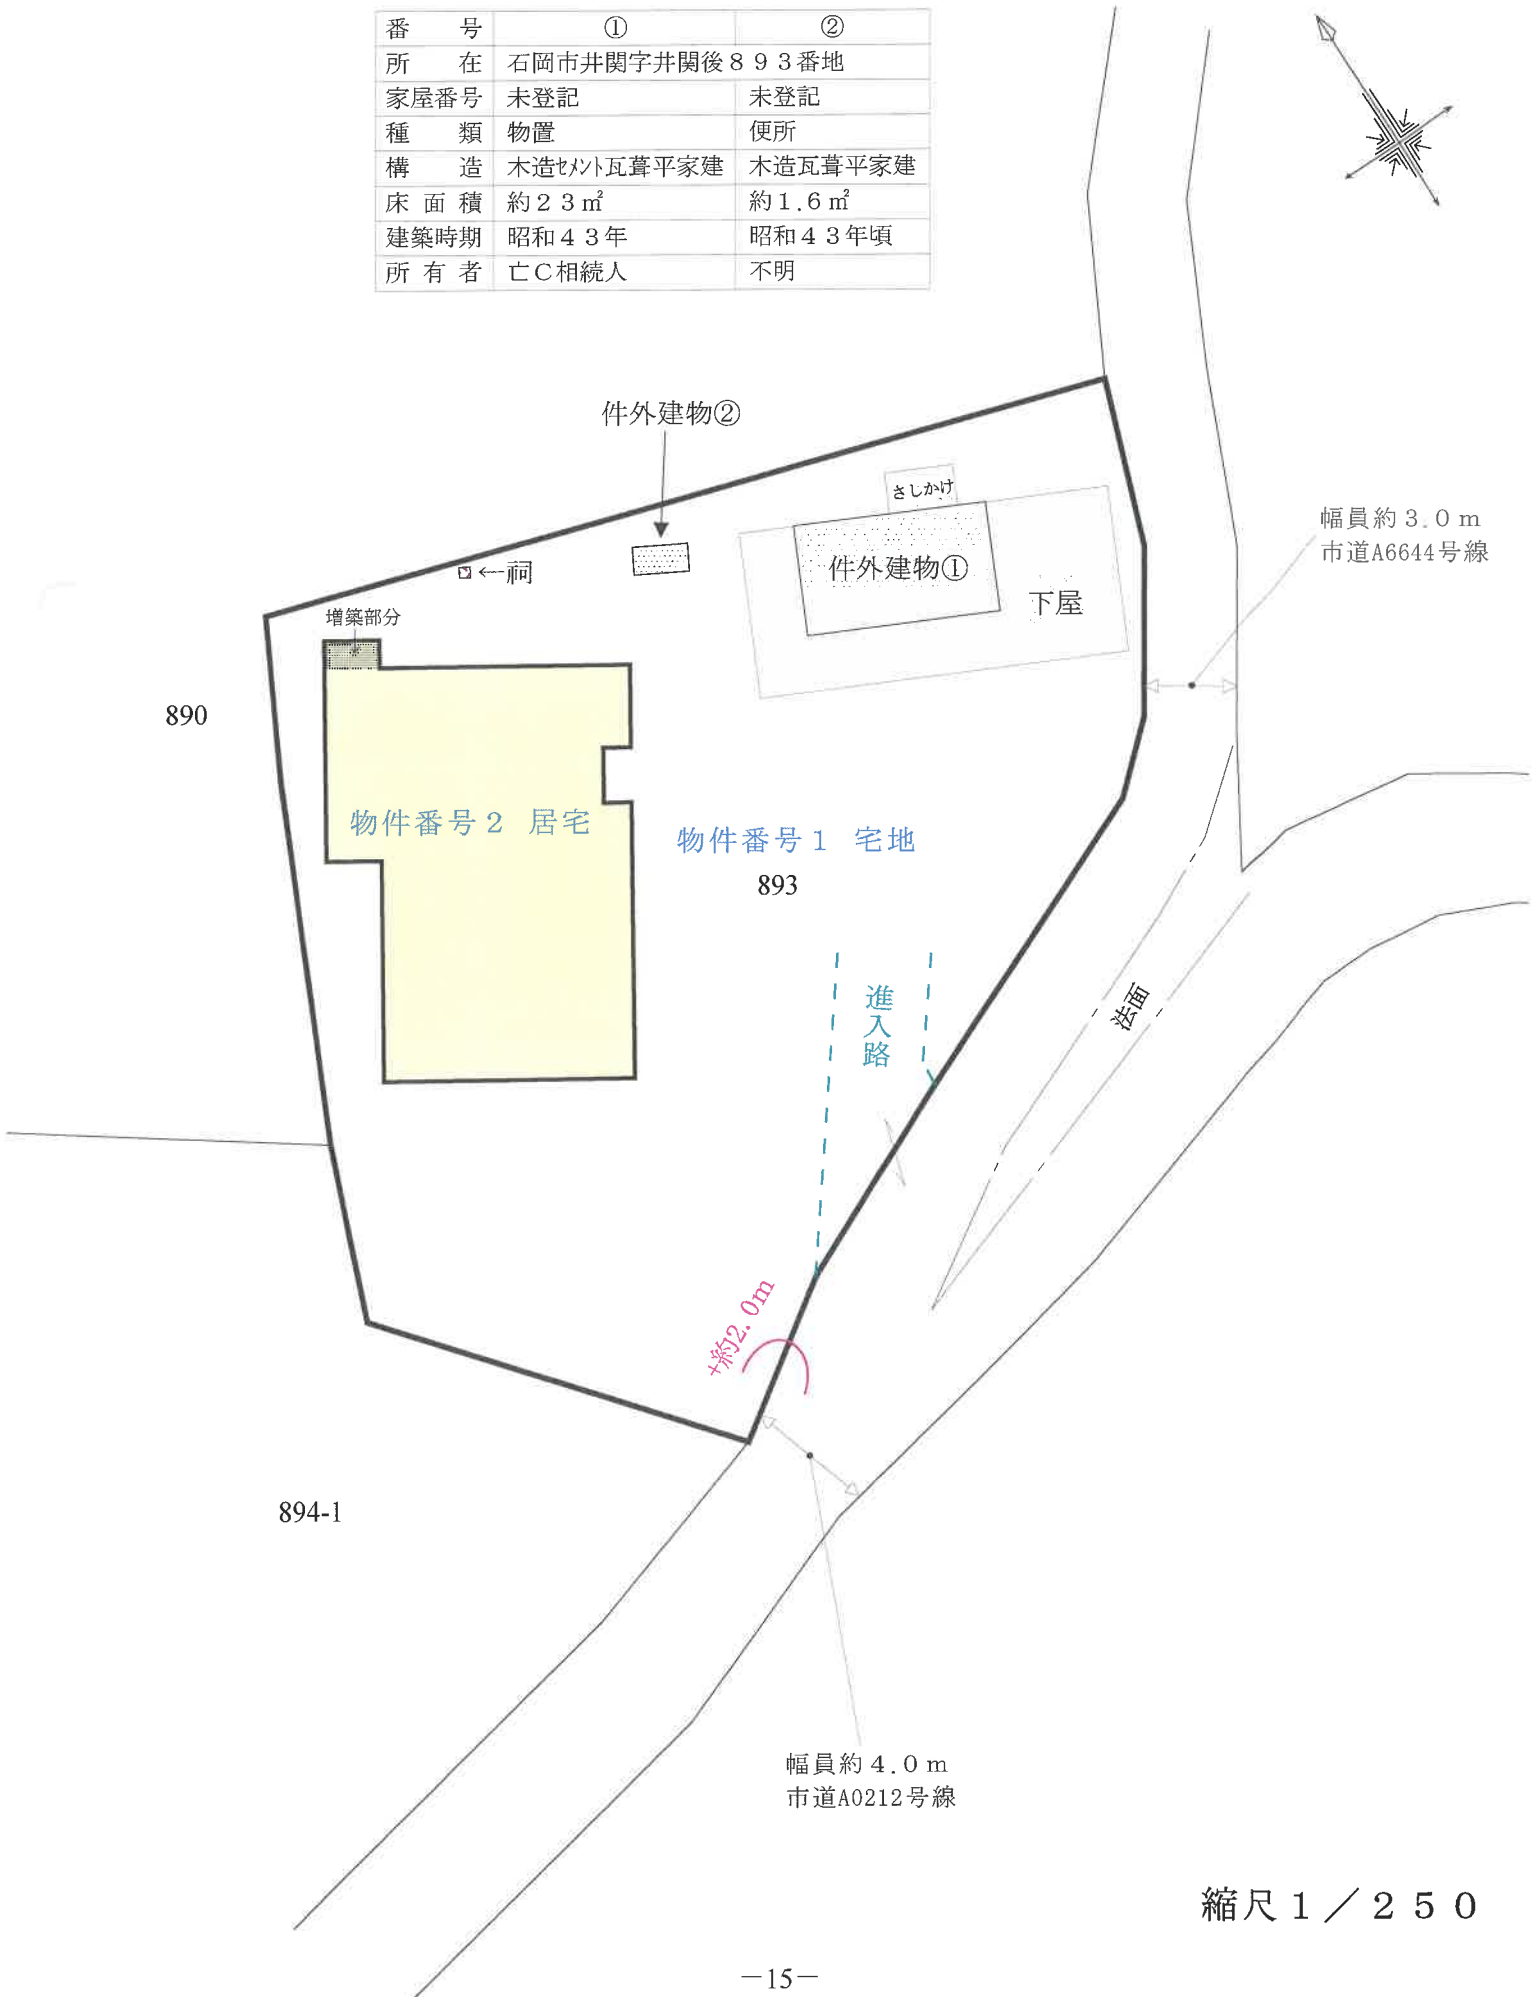 番号 ① ②
所在 石岡市井関字井関後８９３番地
家屋番号 未登記 未登記
種類 物置 便所
構造 木造ｾﾒﾝﾄ瓦葺平家建 木造瓦葺平家建
床面積 約２３㎡ 約1.6㎡
建築時期 昭和４３年 昭和４３年頃
所有者 亡Ｃ相続人 不明
件外建物②
さしかけ
幅員約３.０ｍ
市道A6644号線
件外建物①
←祠
下屋
増築部分
890
物件番号２ 居宅
物件番号１ 宅地
893
進入路
法面
+約2.0m
894-1
幅員約４.０ｍ
市道A0212号線
縮尺１／２５０
－15－